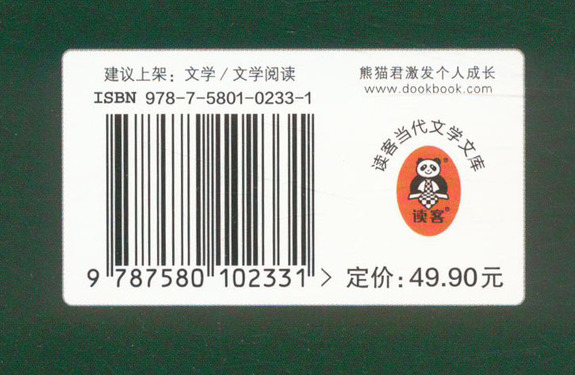 建议上架：文学/文学阅读
ISBN 978-7-5801-0233-1
9 787580 102331 >
熊猫君激发个人成长
www.dookbook.com
读客当代文学文库
读客®
定价：49.90元